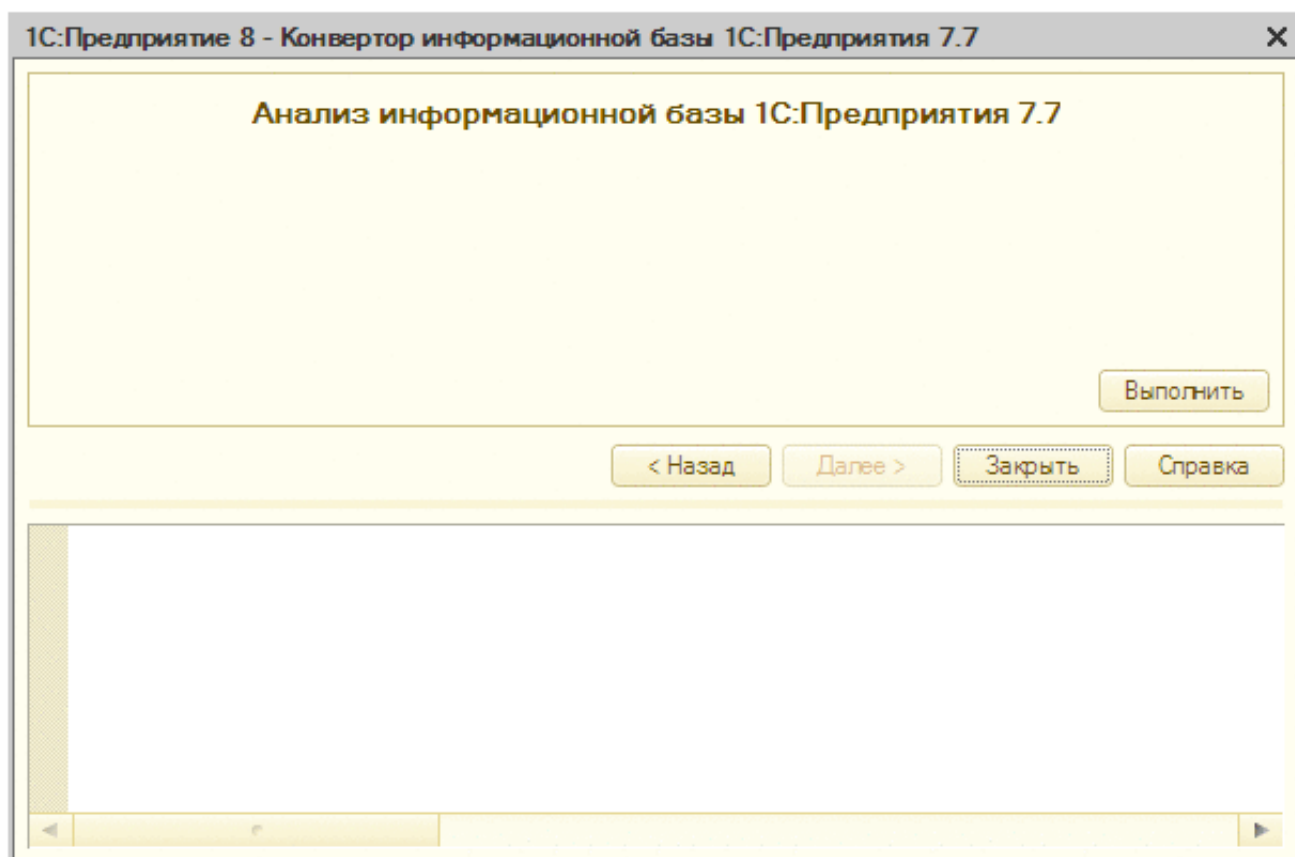 1С:Предприятие 8 - Конвертор информационной базы 1С:Предприятия 7.7
Анализ информационной базы 1С:Предприятия 7.7
Выполнить
< Назад
Далее >
Закрыть
Справка